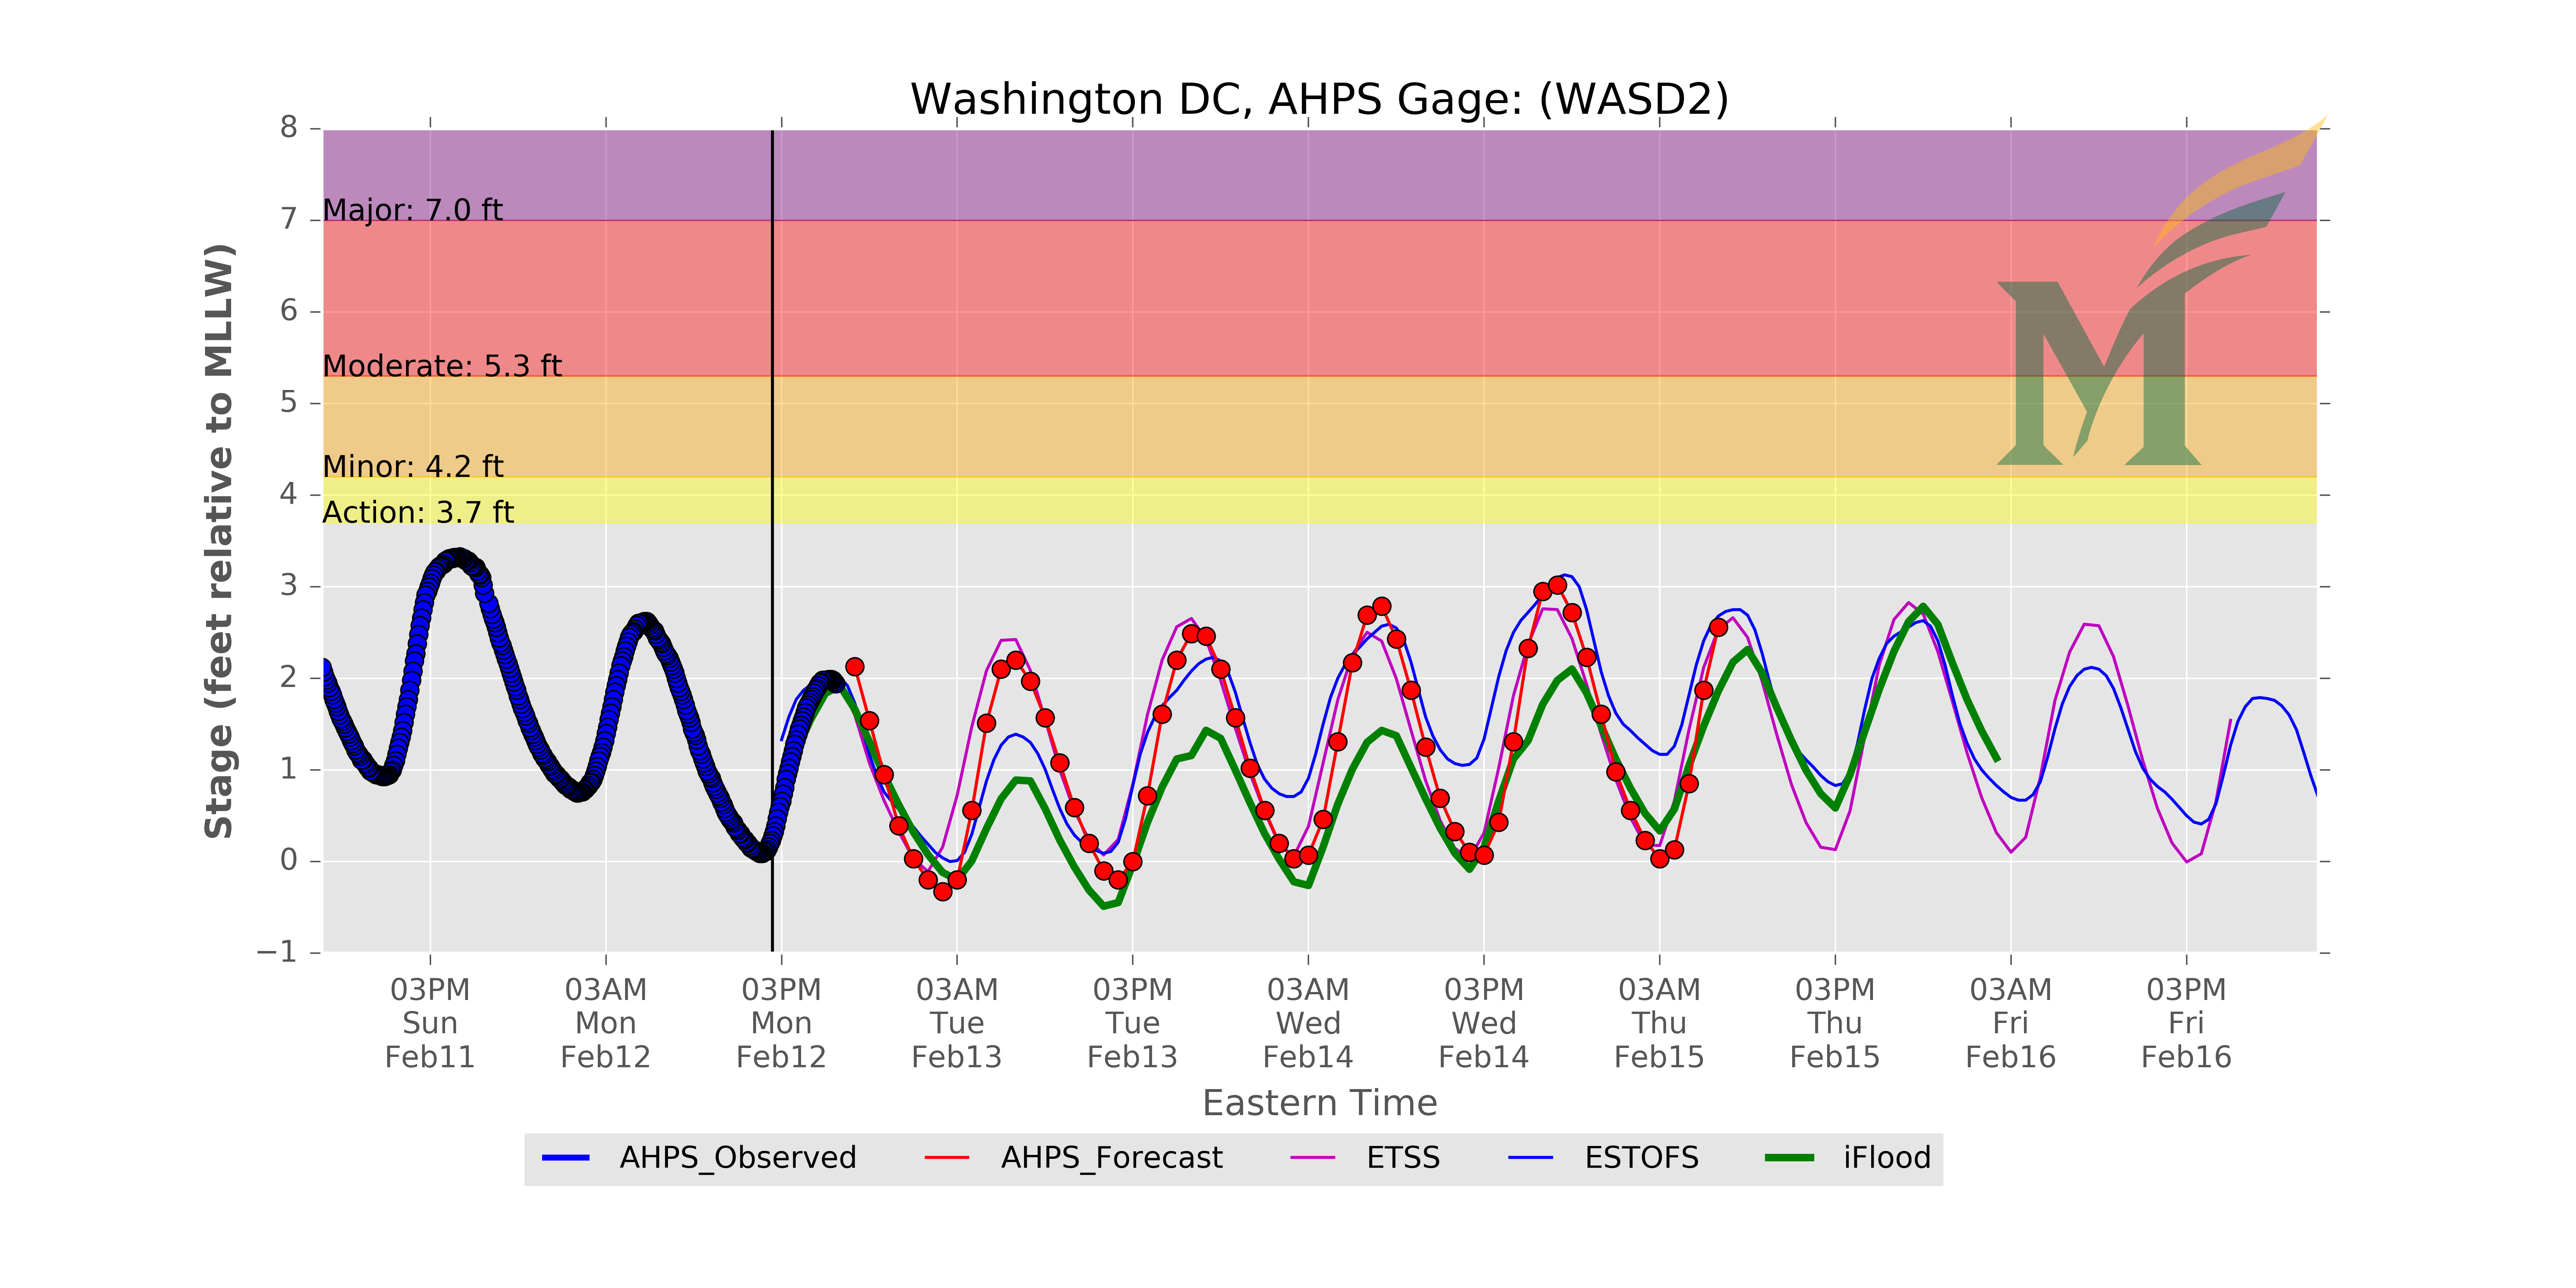 Washington DC, AHPS Gage: (WASD2)
Stage (feet relative to MLLW)
8
7
6
5
4
3
2
1
0
−1
Major: 7.0 ft
Moderate: 5.3 ft
Minor: 4.2 ft
Action: 3.7 ft
03PM 03AM 03PM 03AM 03PM 03AM 03PM 03AM 03PM 03AM 03PM
Sun Mon Mon Tue Tue Wed Wed Thu Thu Fri Fri
Feb11 Feb12 Feb12 Feb13 Feb13 Feb14 Feb14 Feb15 Feb15 Feb16 Feb16
Eastern Time
AHPS_Observed AHPS_Forecast ETSS ESTOFS iFlood